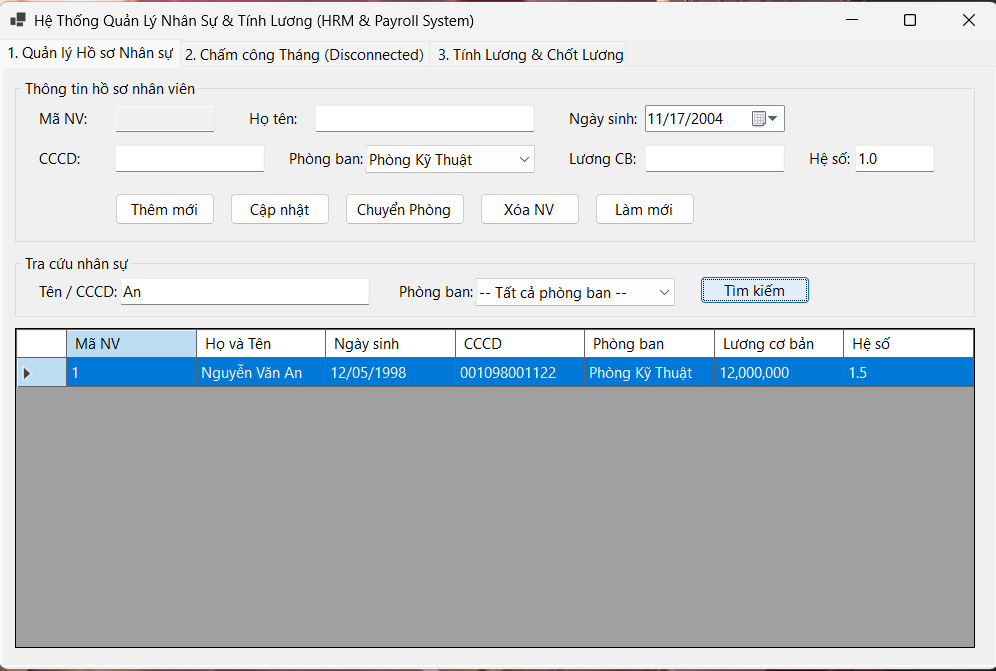 Hệ Thống Quản Lý Nhân Sự & Tính Lương (HRM & Payroll System)
1. Quản lý Hồ sơ Nhân sự 2. Chấm công Tháng (Disconnected) 3. Tính Lương & Chốt Lương
Thông tin hồ sơ nhân viên
Mã NV: Họ tên: Ngày sinh: 11/17/2004
CCCD: Phòng ban: Phòng Kỹ Thuật Lương CB: Hệ số: 1.0
Thêm mới Cập nhật Chuyển Phòng Xóa NV Làm mới
Tra cứu nhân sự
Tên / CCCD: An Phòng ban: -- Tất cả phòng ban -- Tìm kiếm
Mã NV Họ và Tên Ngày sinh CCCD Phòng ban Lương cơ bản Hệ số
1 Nguyễn Văn An 12/05/1998 001098001122 Phòng Kỹ Thuật 12,000,000 1.5